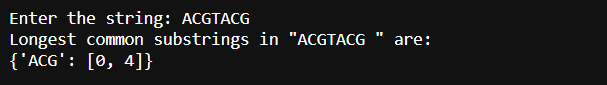 Enter the string: ACGTACG
Longest common substrings in "ACGTACG " are:
{'ACG': [0, 4]}